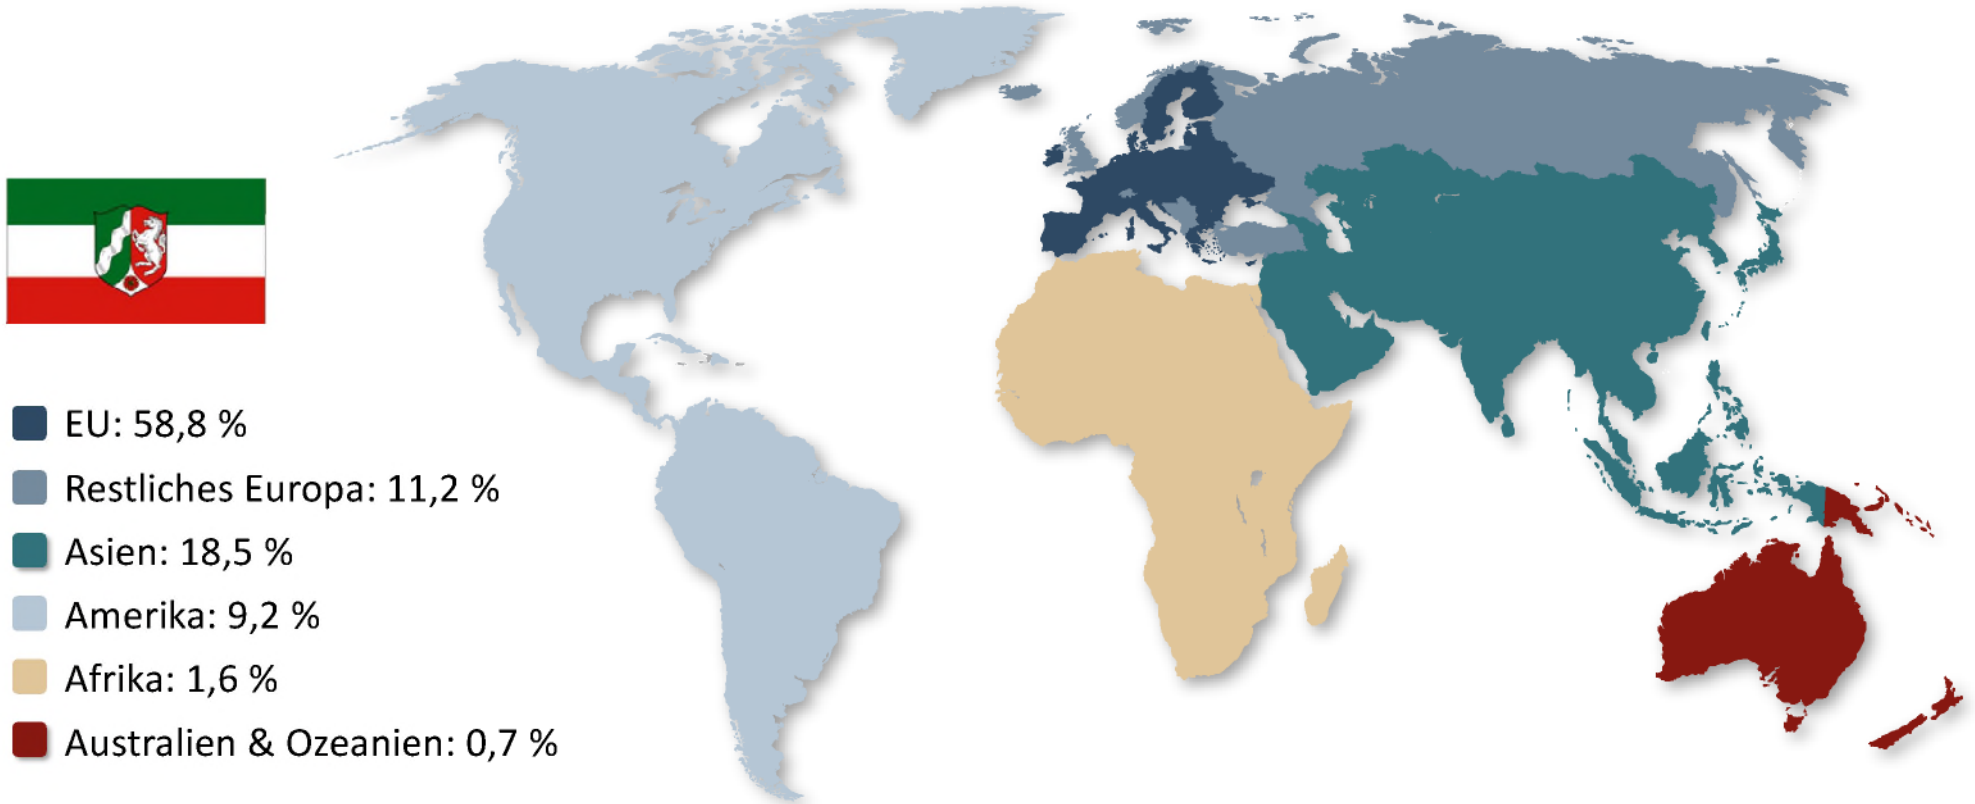 EU: 58,8 %
Restliches Europa: 11,2 %
Asien: 18,5 %
Amerika: 9,2 %
Afrika: 1,6 %
Australien & Ozeanien: 0,7 %